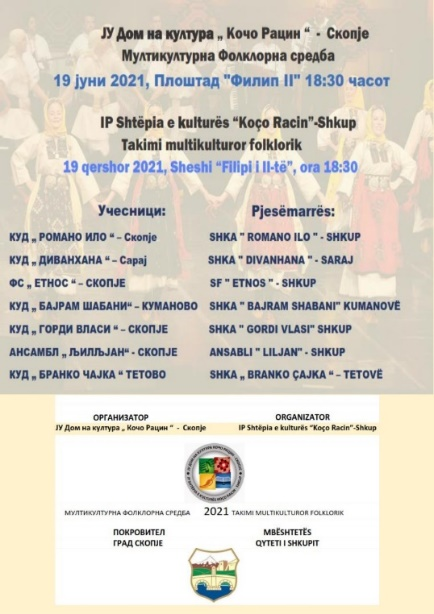 ЈУ Дом на култура „ Кочо Рацин “ - Скопје
Мултикултурна Фолклорна средба
19 јуни 2021, Плоштад "Филип II" 18:30 часот
IP Shtëpia e kulturës “Koço Racin”-Shkup
Takimi multikulturor folklorik
19 qershor 2021, Sheshi “Filipi i II-të”, ora 18:30
Учесници:
КУД „ РОМАНО ИЛО “ – Скопје
КУД „ ДИВАНХАНА “ – Сарај
ФС „ ЕТНОС “ – СКОПЈЕ
КУД „ БАЈРАМ ШАБАНИ“ – КУМАНОВО
КУД „ ГОРДИ ВЛАСИ “ – СКОПЈЕ
АНСАМБЛ „ ЉИЛЉЈАН“ - СКОПЈЕ
КУД „ БРАНКО ЧАЈКА “ ТЕТОВО
Pjesëmarrës:
SHKA " ROMANO ILO " - SHKUP
SHKA " DIVANHANA " - SARAJ
SF " ETNOS " - SHKUP
SHKA " BAJRAM SHABANI" KUMANOVË
SHKA " GORDI VLASI" SHKUP
ANSABLI " LILJAN" - SHKUP
SHKA „ BRANKO ÇAJKA “ – TETOVË
ОРГАНИЗАТОР
ЈУ Дом на култура „ Кочо Рацин “ - Скопје
ORGANIZATOR
IP Shtëpia e kulturës “Koço Racin”-Shkup
МУЛТИКУЛТУРНА ФОЛКЛОРНА СРЕДБА 2021 TAKIMI MULTIKULTUROR FOLKLORIK
ПОКРОВИТЕЛ
ГРАД СКОПЈЕ
MBËSHTETËS
QYTETI I SHKUPIT